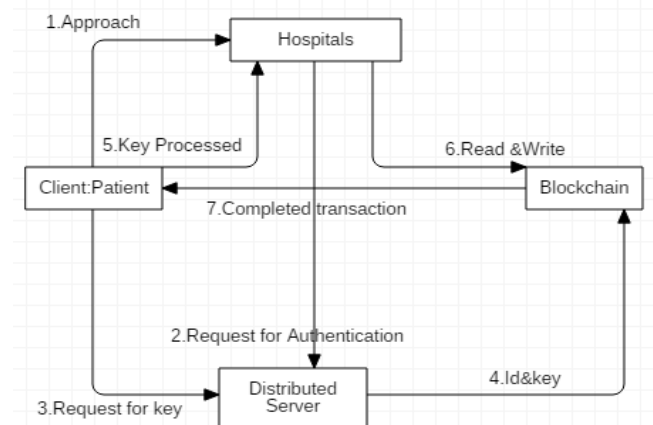 1.Approach
Hospitals
5.Key Processed
6.Read &Write
Client:Patient
Blockchain
7.Completed transaction
2.Request for Authentication
Distributed
Server
4.Id&key
3.Request for key